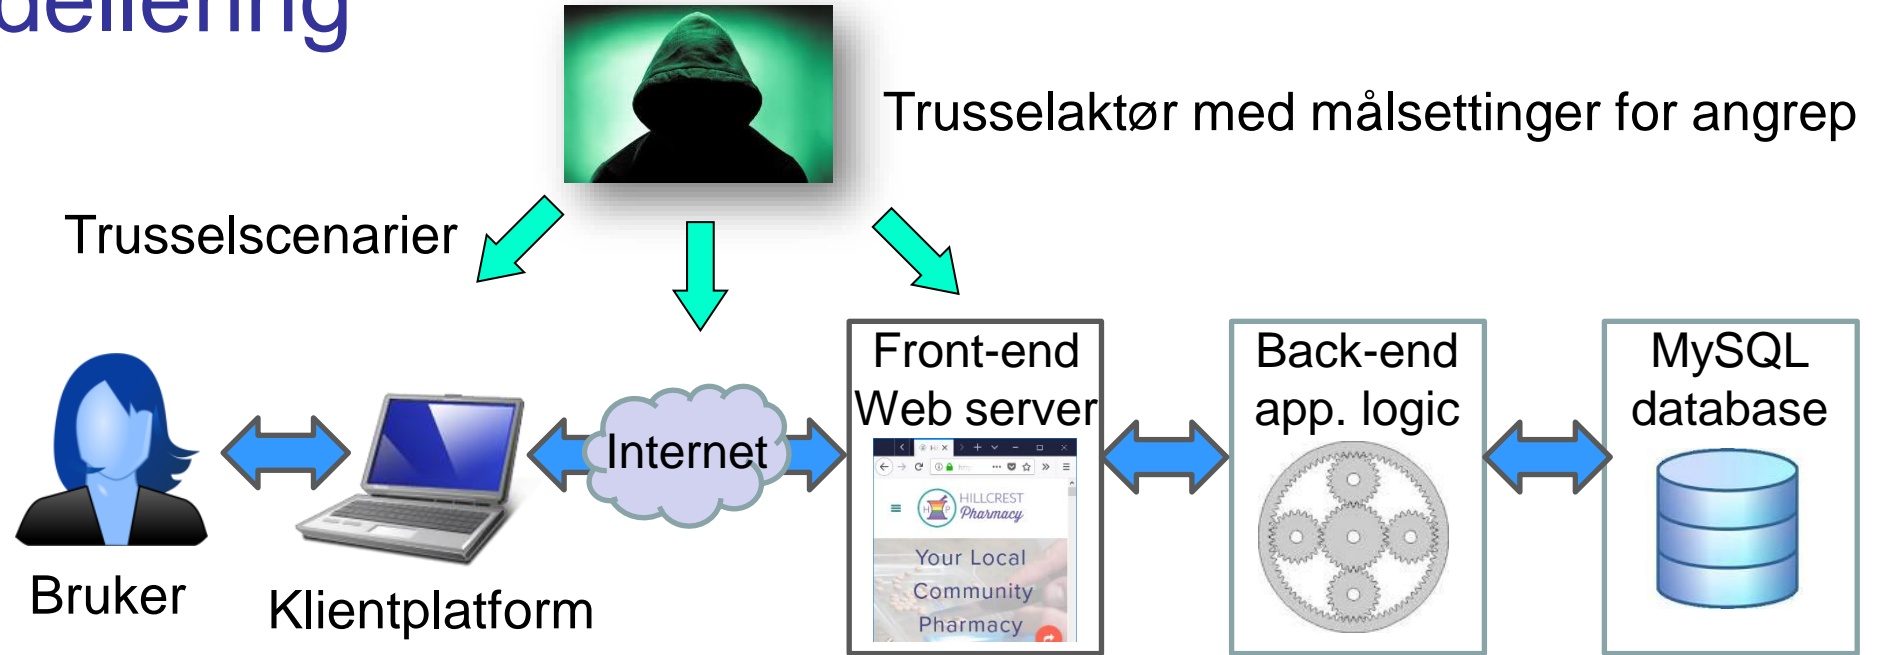 dellering
Trusselaktør med målsettinger for angrep
Trusselscenarier
Bruker
Klientplatform
Internet
Front-end
Web server
HILLCREST
Pharmacy
H P
Your Local
Community
Pharmacy
Back-end
app. logic
MySQL
database